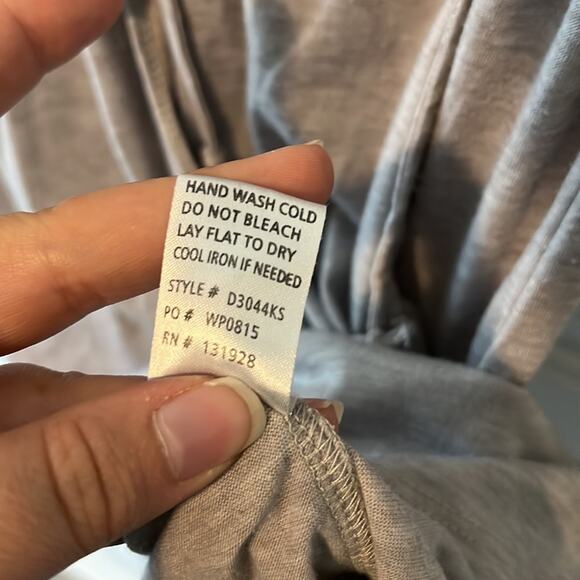 HAND WASH COLD
DO NOT BLEACH
LAY FLAT TO DRY
COOL IRON IF NEEDED
STYLE # D3044KS
PO # WP0815
RN # 131928